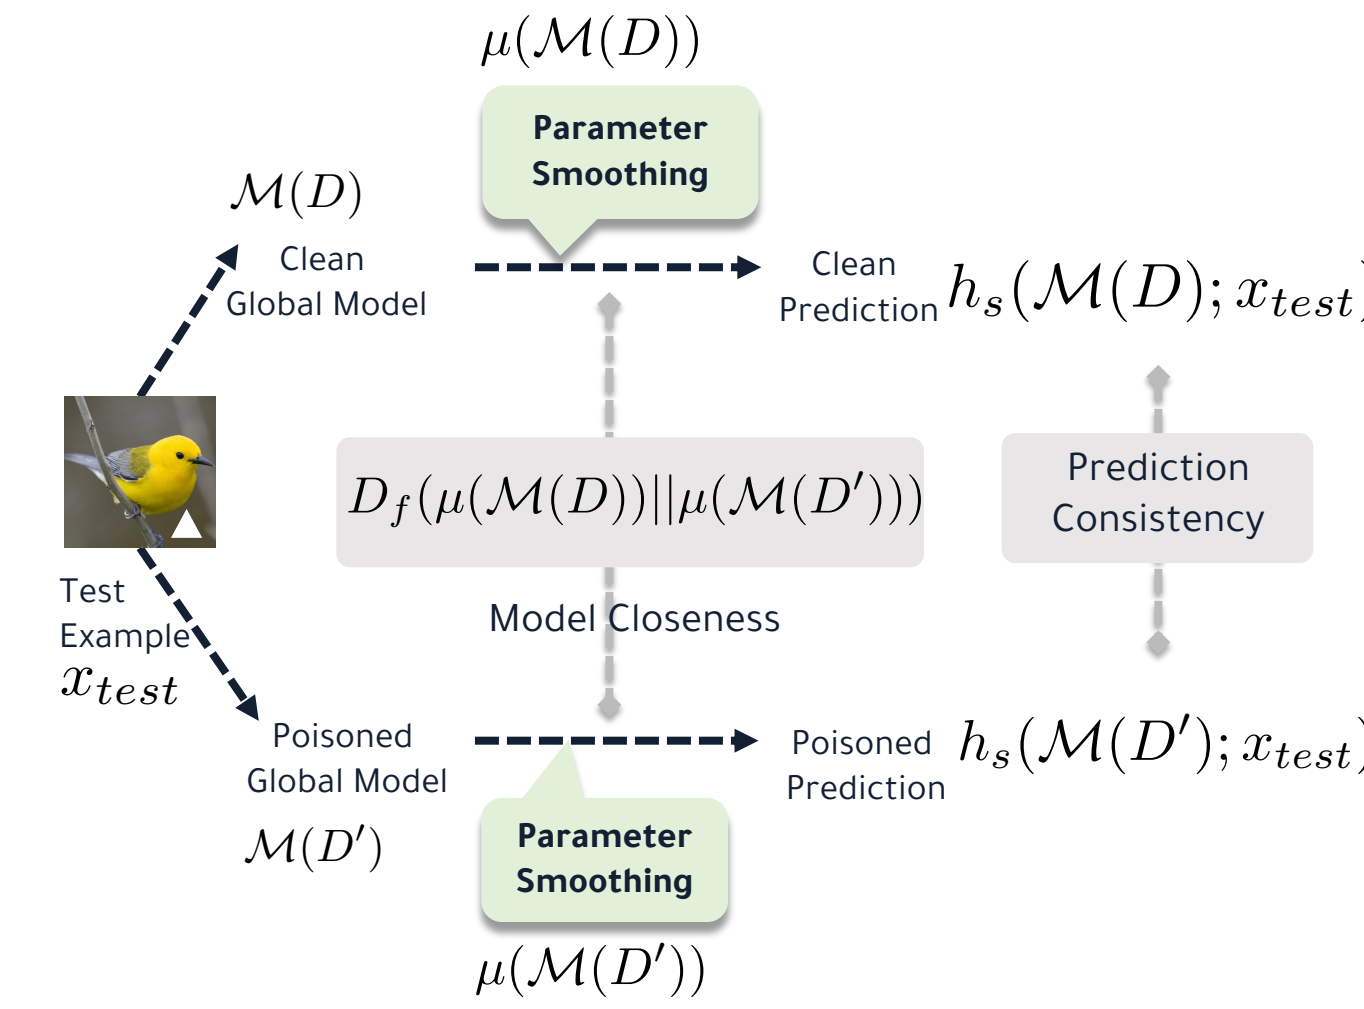 μ(ℳ(D))
Parameter
Smoothing
ℳ(D)
Clean
Global Model
Clean
Prediction
h_s(ℳ(D); x_test)
D_f(μ(ℳ(D))||μ(ℳ(D′)))
Prediction
Consistency
Test
Example
x_test
Model Closeness
Poisoned
Global Model
ℳ(D′)
Poisoned
Prediction
h_s(ℳ(D′); x_test)
Parameter
Smoothing
μ(ℳ(D′))